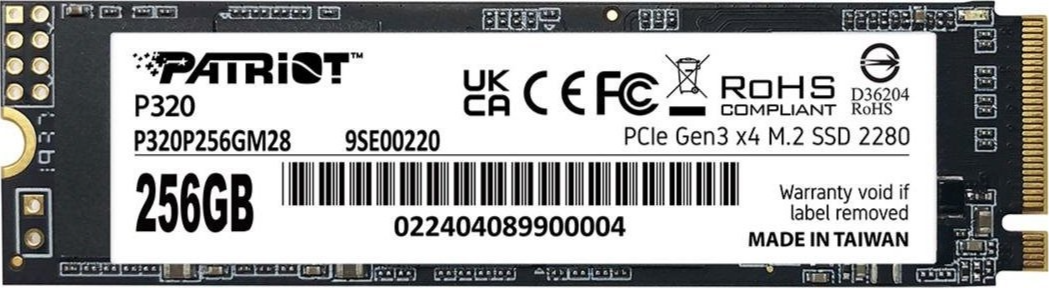 PATRIOT™
P320
P320P256GM28 9SE00220
256GB
UK CA CE FC RoHS COMPLIANT
D36204
RoHS
PCIe Gen3 x4 M.2 SSD 2280
022404089900004
Warranty void if
label removed
MADE IN TAIWAN